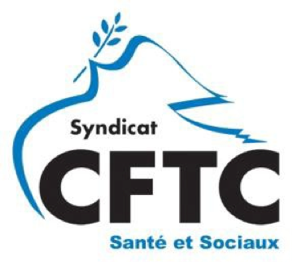 Syndicat
CFTC
Santé et Sociaux